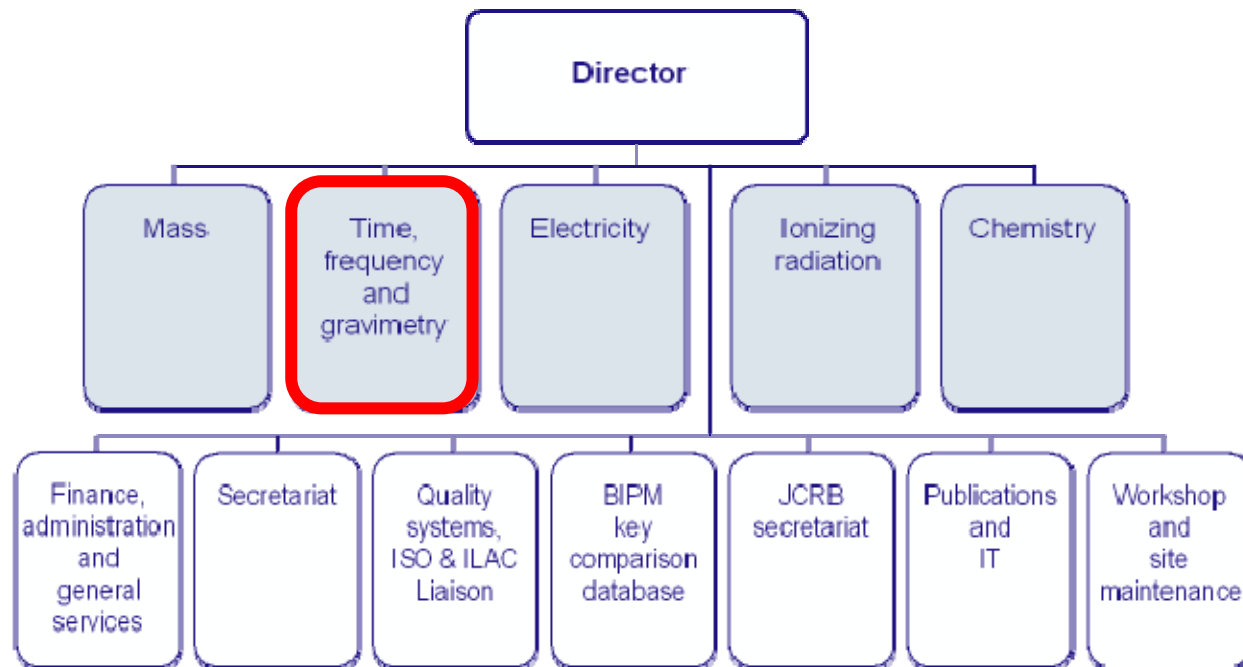 Director
Mass
Time,
frequency
and
gravimetry
Electricity
Ionizing
radiation
Chemistry
Finance,
administration
and
general
services
Secretariat
Quality
systems,
ISO & ILAC
Liaison
BIPM
key
comparison
database
JCRB
secretariat
Publications
and
IT
Workshop
and
site
maintenance